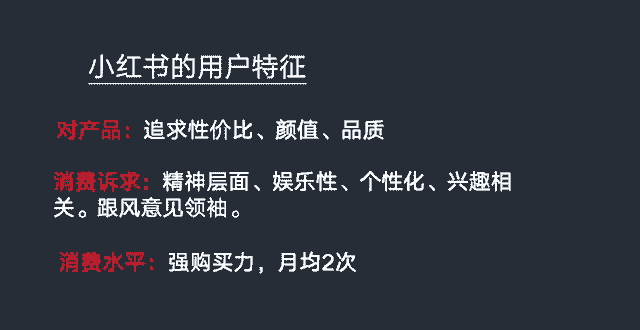 小红书的用户特征
对产品：追求性价比、颜值、品质
消费诉求：精神层面、娱乐性、个性化、兴趣相
关。跟风意见领袖。
消费水平：强购买力，月均2次